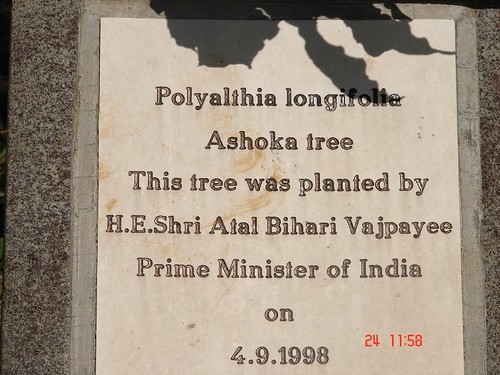 Polyalthia longifolia
Ashoka tree
This tree was planted by
H.E.Shri Atal Bihari Vajpayee
Prime Minister of India
on
4.9.1998
24 11:58